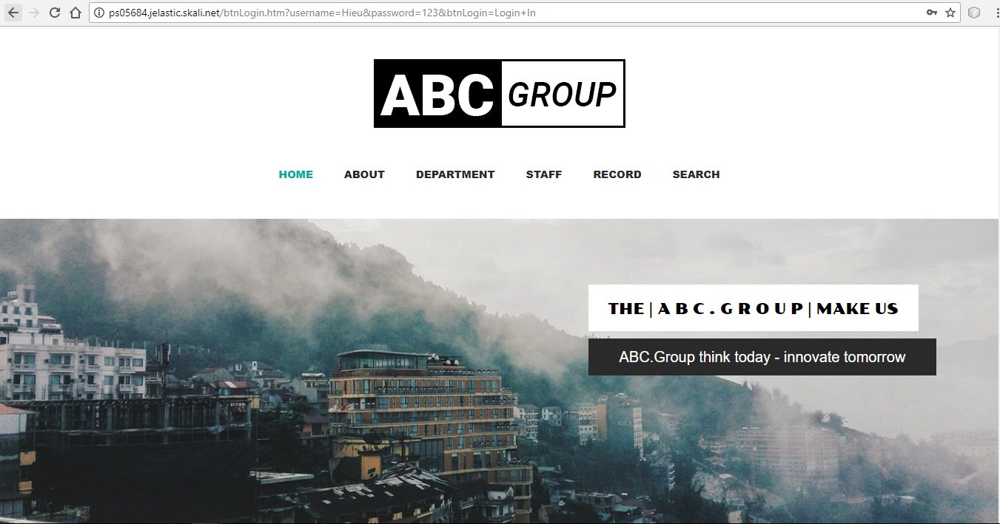 ps05684.jelastic.skali.net/btnLogin.htm?username=Hieu&password=123&btnLogin=Login+In
ABC GROUP
HOME ABOUT DEPARTMENT STAFF RECORD SEARCH
THE | A B C . G R O U P | MAKE US
ABC.Group think today - innovate tomorrow